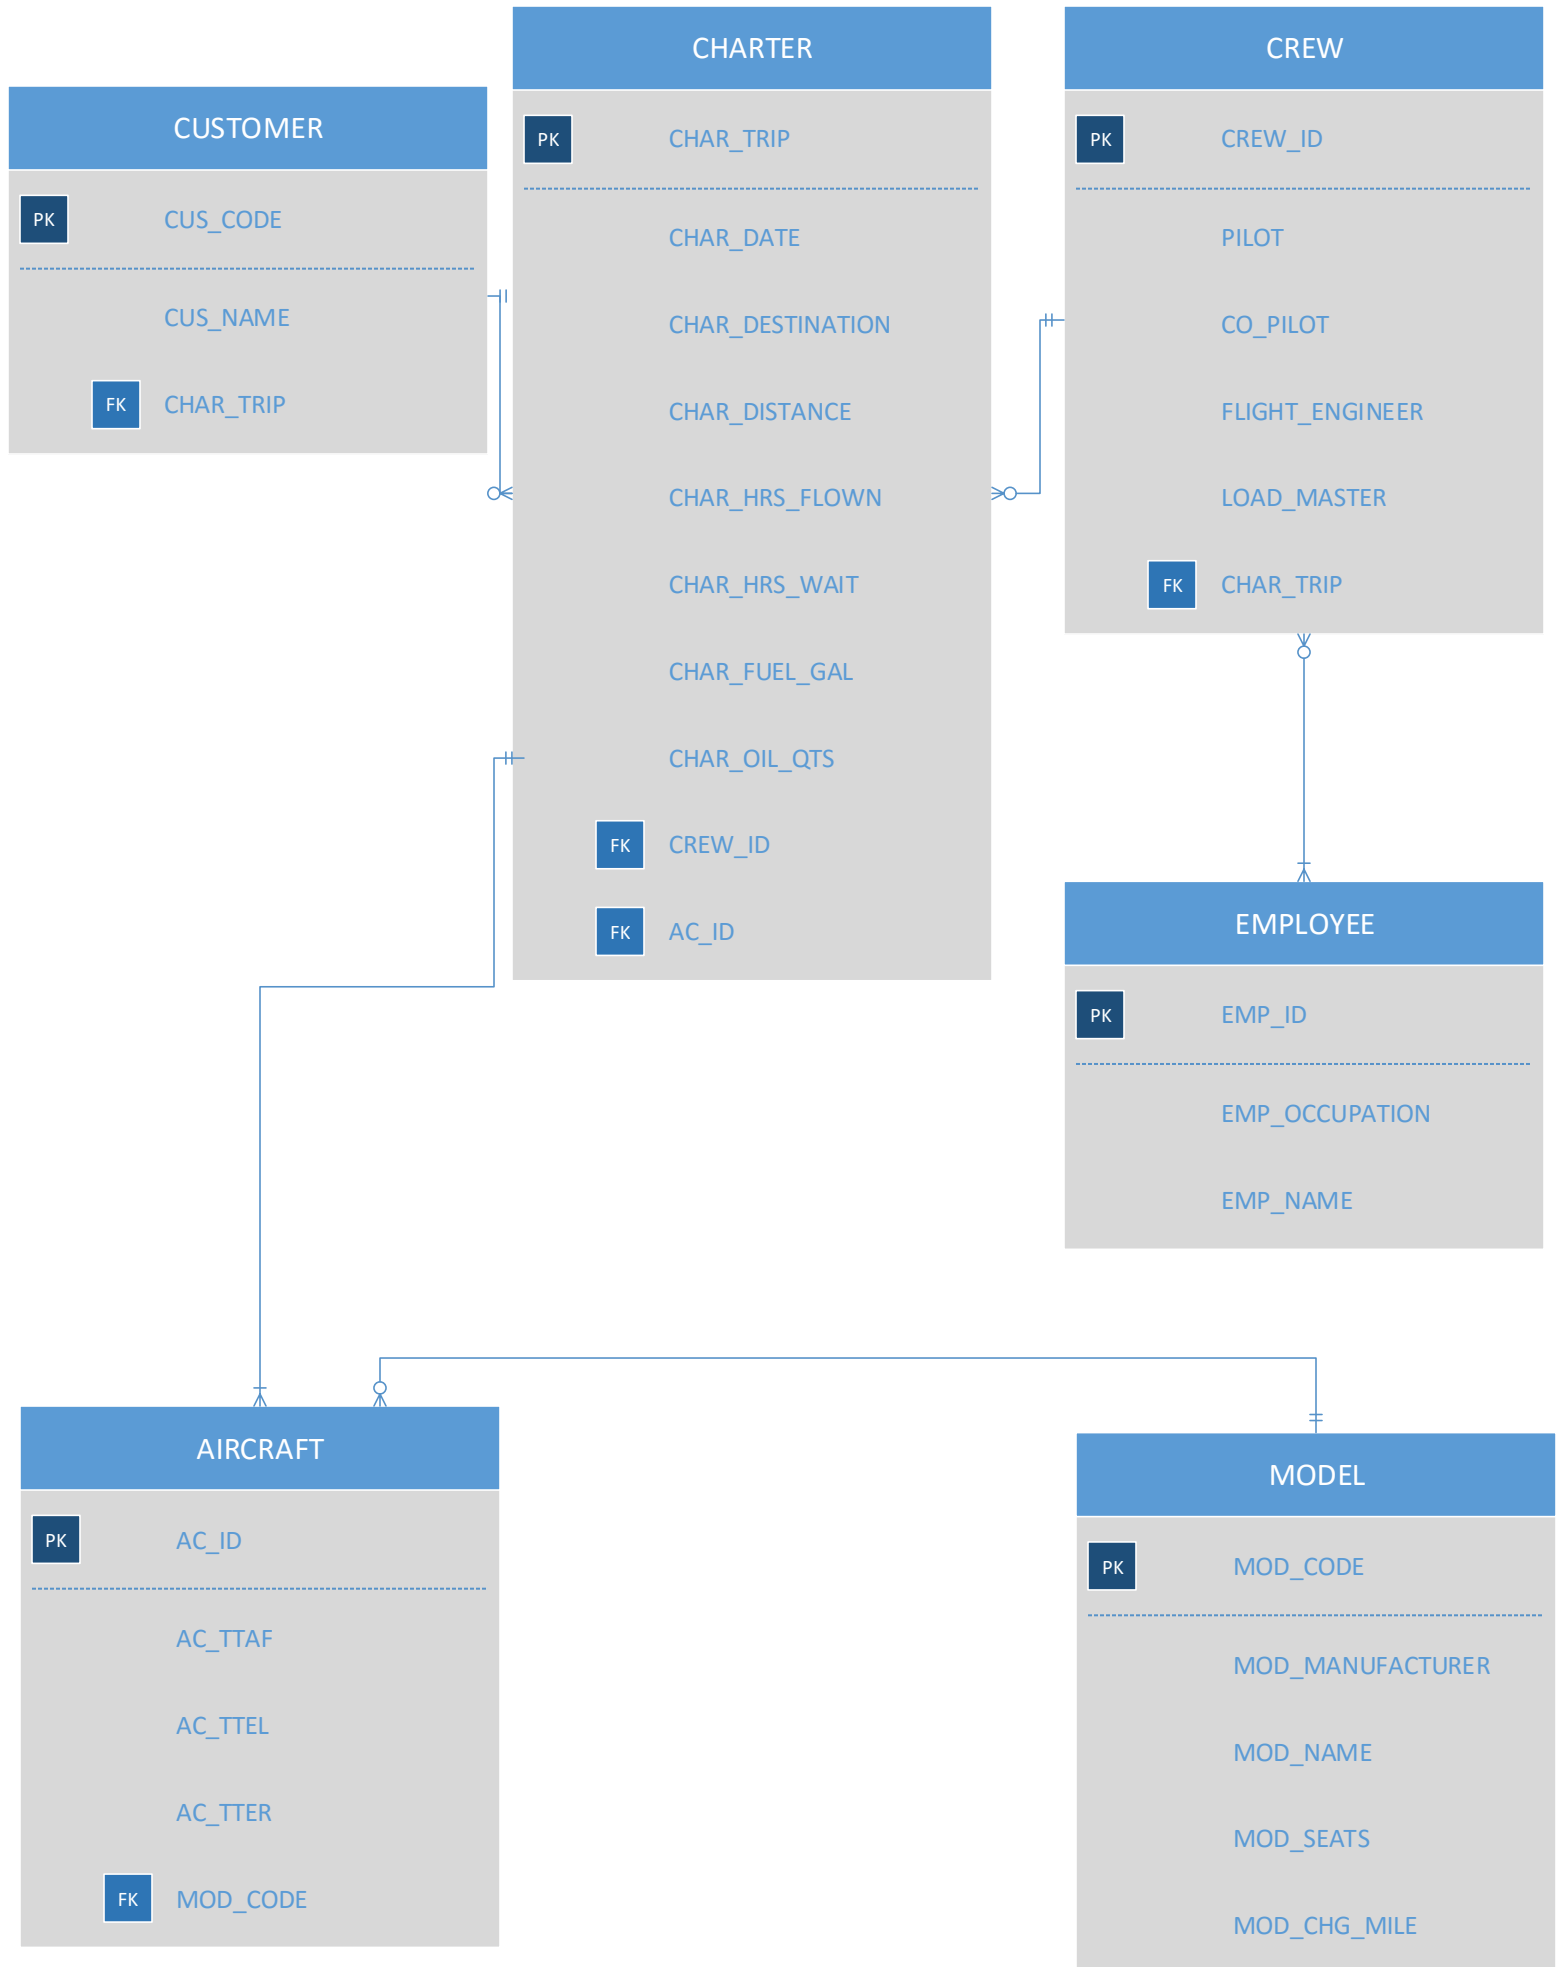 CUSTOMER
PK CUS_CODE
CUS_NAME
FK CHAR_TRIP
CHARTER
PK CHAR_TRIP
CHAR_DATE
CHAR_DESTINATION
CHAR_DISTANCE
CHAR_HRS_FLOWN
CHAR_HRS_WAIT
CHAR_FUEL_GAL
CHAR_OIL_QTS
FK CREW_ID
FK AC_ID
CREW
PK CREW_ID
PILOT
CO_PILOT
FLIGHT_ENGINEER
LOAD_MASTER
FK CHAR_TRIP
EMPLOYEE
PK EMP_ID
EMP_OCCUPATION
EMP_NAME
AIRCRAFT
PK AC_ID
AC_TTAF
AC_TTEL
AC_TTER
FK MOD_CODE
MODEL
PK MOD_CODE
MOD_MANUFACTURER
MOD_NAME
MOD_SEATS
MOD_CHG_MILE